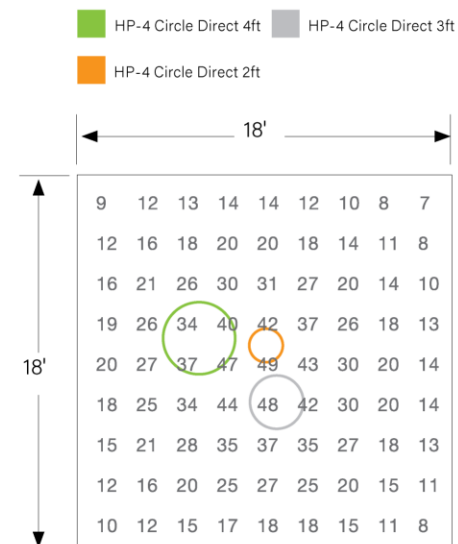 HP-4 Circle Direct 4ft HP-4 Circle Direct 3ft
HP-4 Circle Direct 2ft
18'
9 12 13 14 14 12 10 8 7
12 16 18 20 20 18 14 11 8
16 21 26 30 31 27 20 14 10
19 26 34 40 42 37 26 18 13
18'
20 27 37 47 49 43 30 20 14
18 25 34 44 48 42 30 20 14
15 21 28 35 37 35 27 18 13
12 16 20 25 27 25 20 15 11
10 12 15 17 18 18 15 11 8